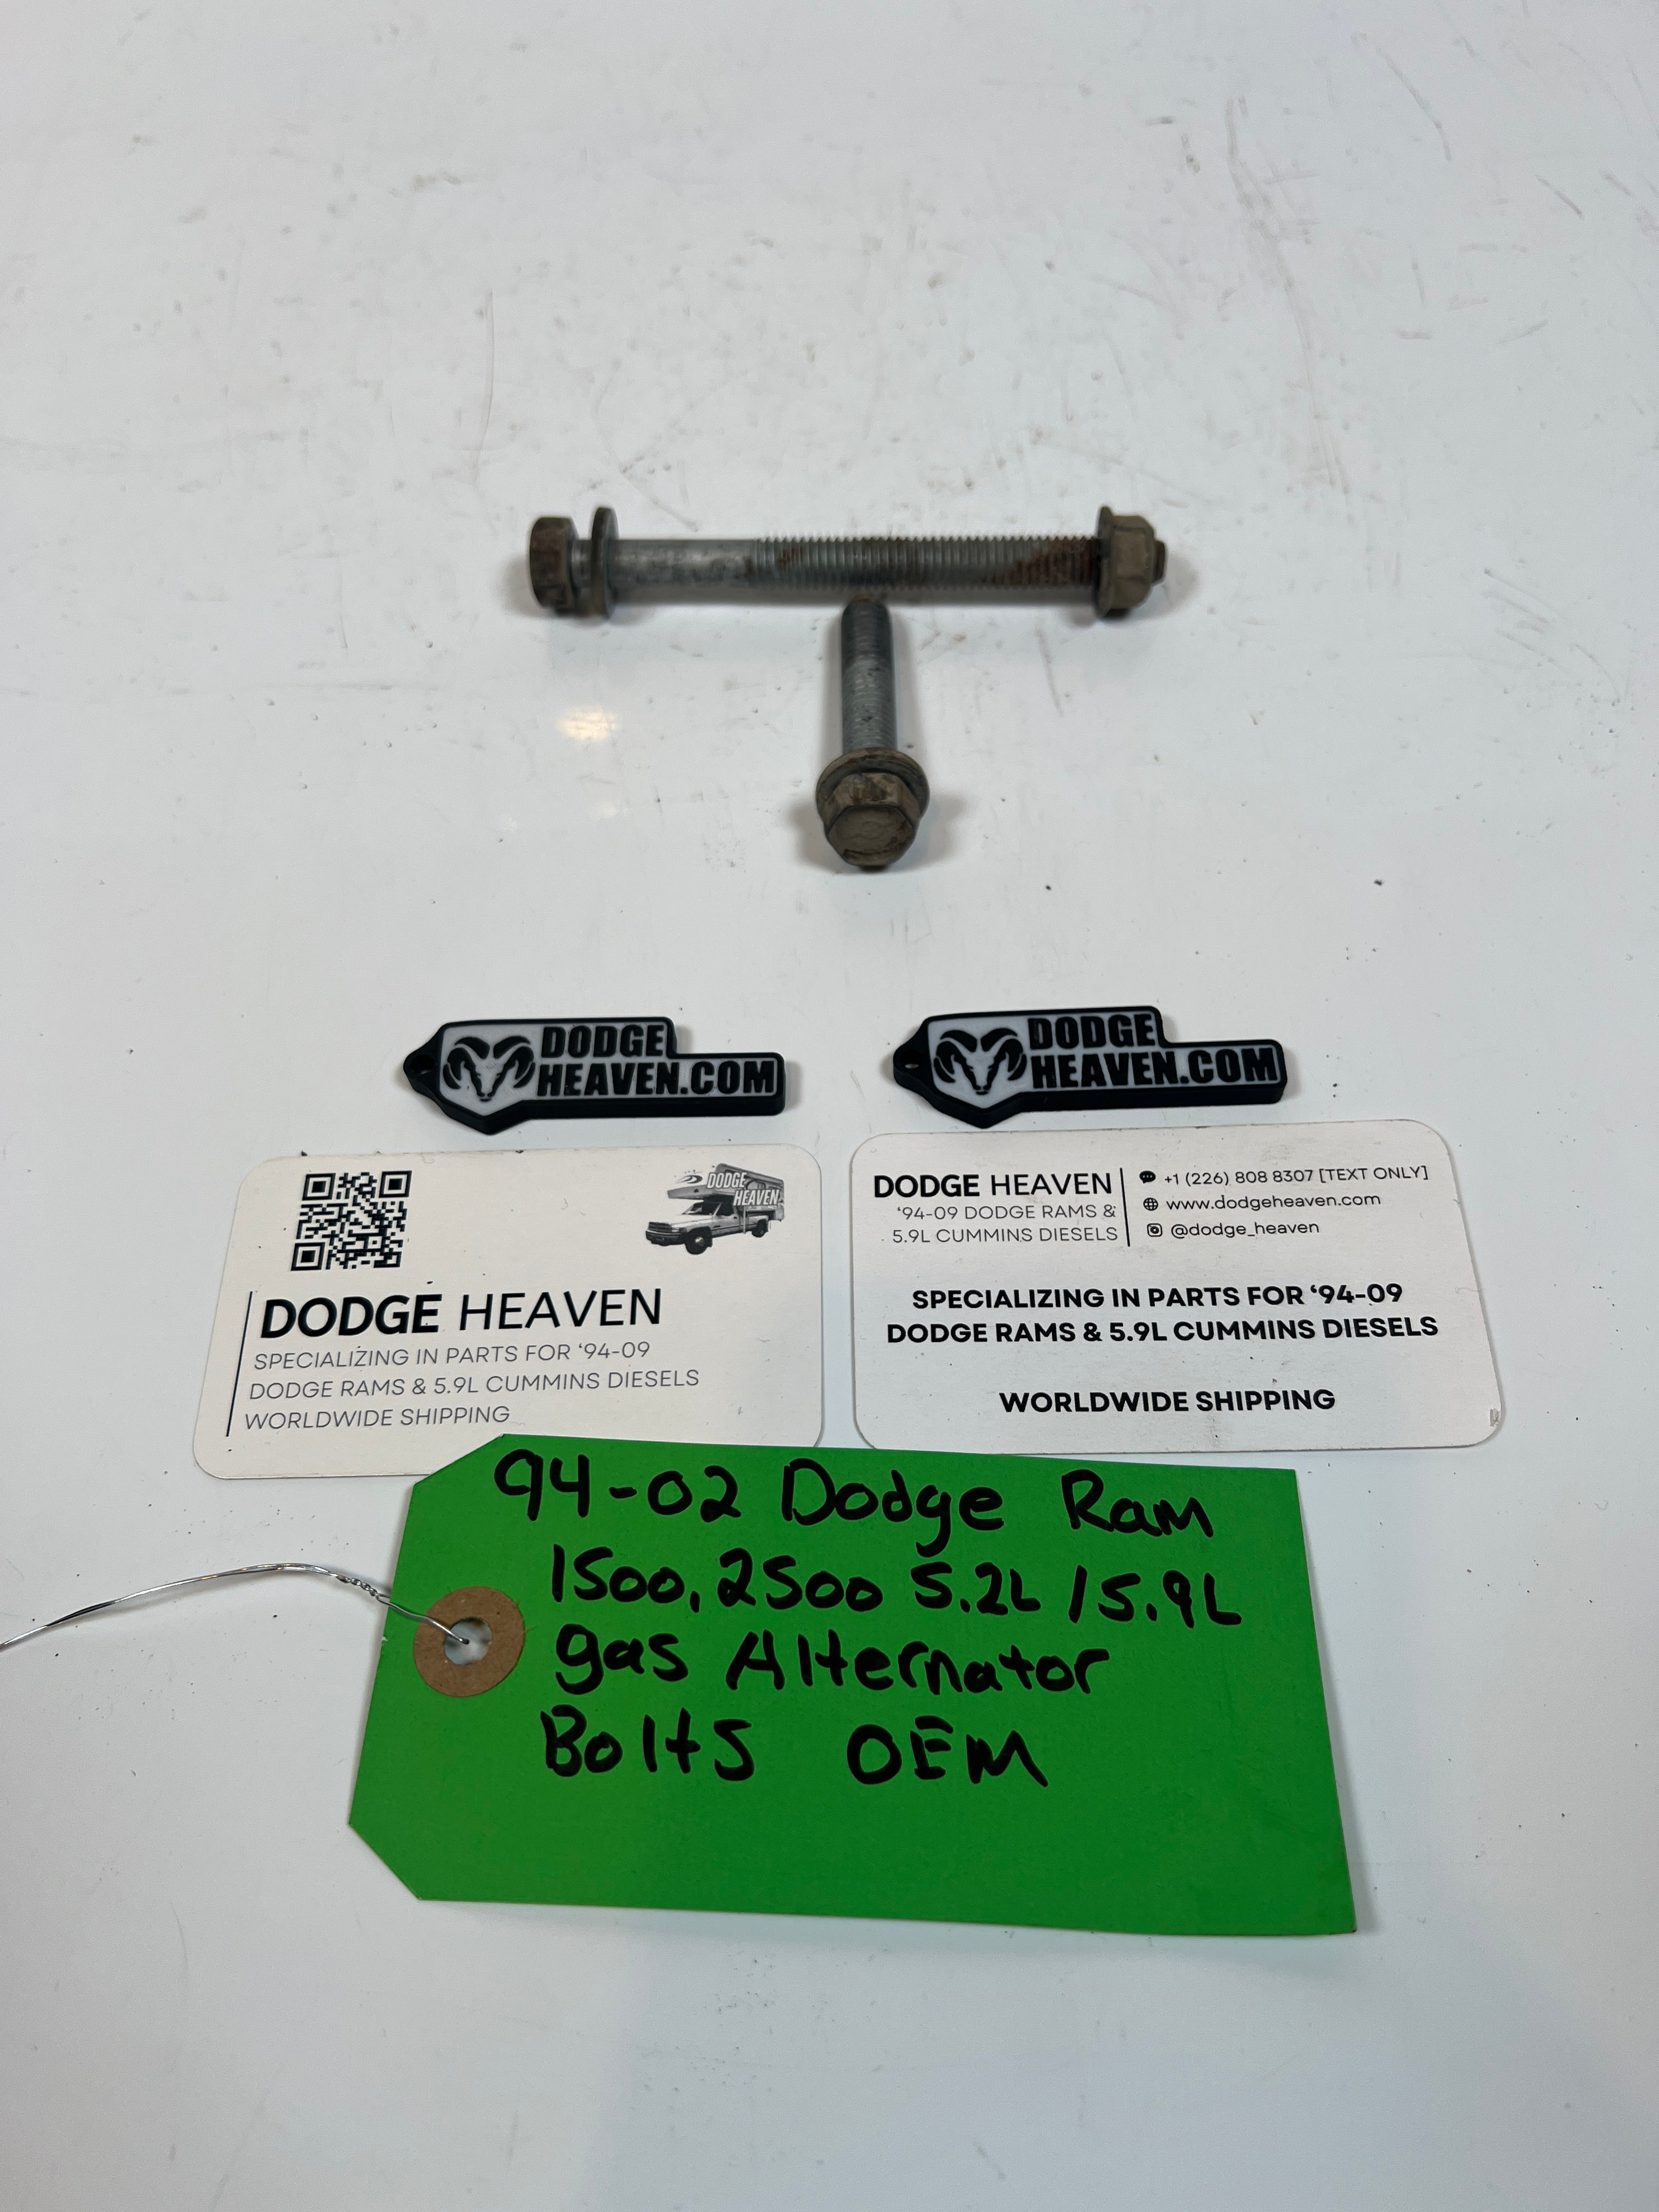 DODGE
HEAVEN.COM
DODGE
HEAVEN.COM
DODGE
HEAVEN
DODGE HEAVEN
SPECIALIZING IN PARTS FOR ‘94-09
DODGE RAMS & 5.9L CUMMINS DIESELS
WORLDWIDE SHIPPING
DODGE HEAVEN
‘94-09 DODGE RAMS &
5.9L CUMMINS DIESELS
+1 (226) 808 8307 [TEXT ONLY]
www.dodgeheaven.com
@dodge_heaven
SPECIALIZING IN PARTS FOR ‘94-09
DODGE RAMS & 5.9L CUMMINS DIESELS
WORLDWIDE SHIPPING
94-02 Dodge Ram
1500, 2500 5.2L / 5.9L
gas Alternator
Bolts OEM